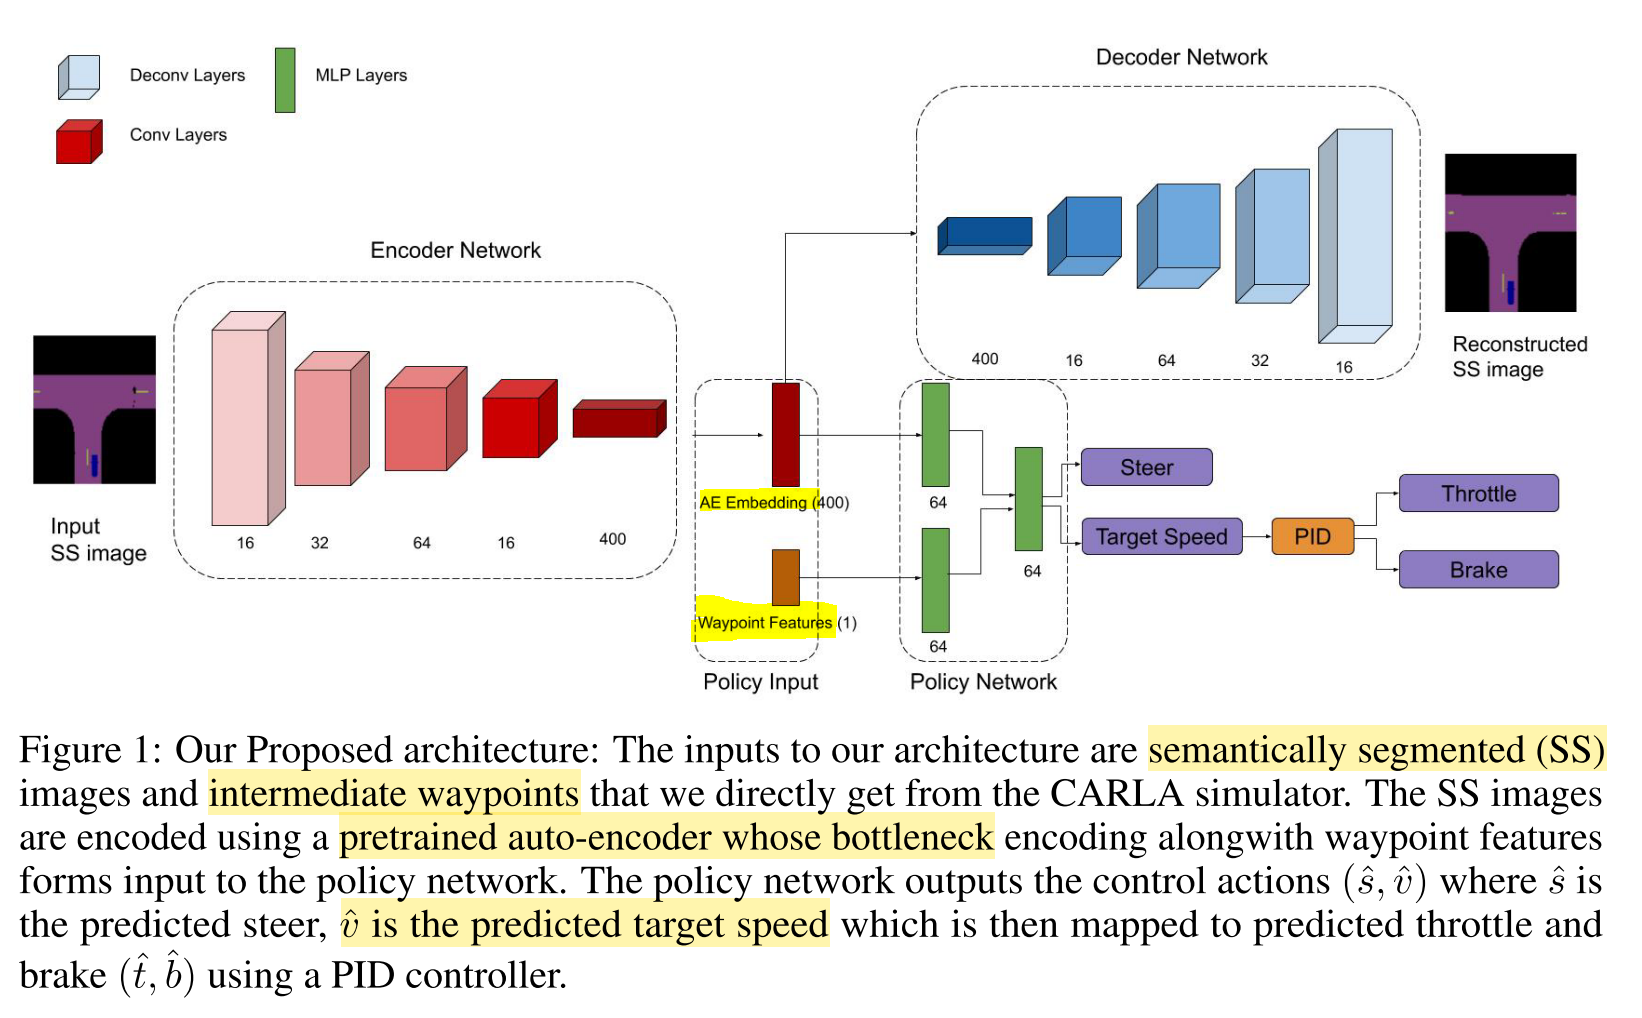 Deconv Layers
MLP Layers
Conv Layers
Decoder Network
Encoder Network
Input
SS image
16
32
64
16
400
400
16
64
32
16
Reconstructed
SS image
AE Embedding (400)
Waypoint Features (1)
Policy Input
64
64
64
Policy Network
Steer
Target Speed
PID
Throttle
Brake
Figure 1: Our Proposed architecture: The inputs to our architecture are semantically segmented (SS)
images and intermediate waypoints that we directly get from the CARLA simulator. The SS images
are encoded using a pretrained auto-encoder whose bottleneck encoding alongwith waypoint features
forms input to the policy network. The policy network outputs the control actions (ŝ, v̂) where ŝ is
the predicted steer, v̂ is the predicted target speed which is then mapped to predicted throttle and
brake (t̂, b̂) using a PID controller.